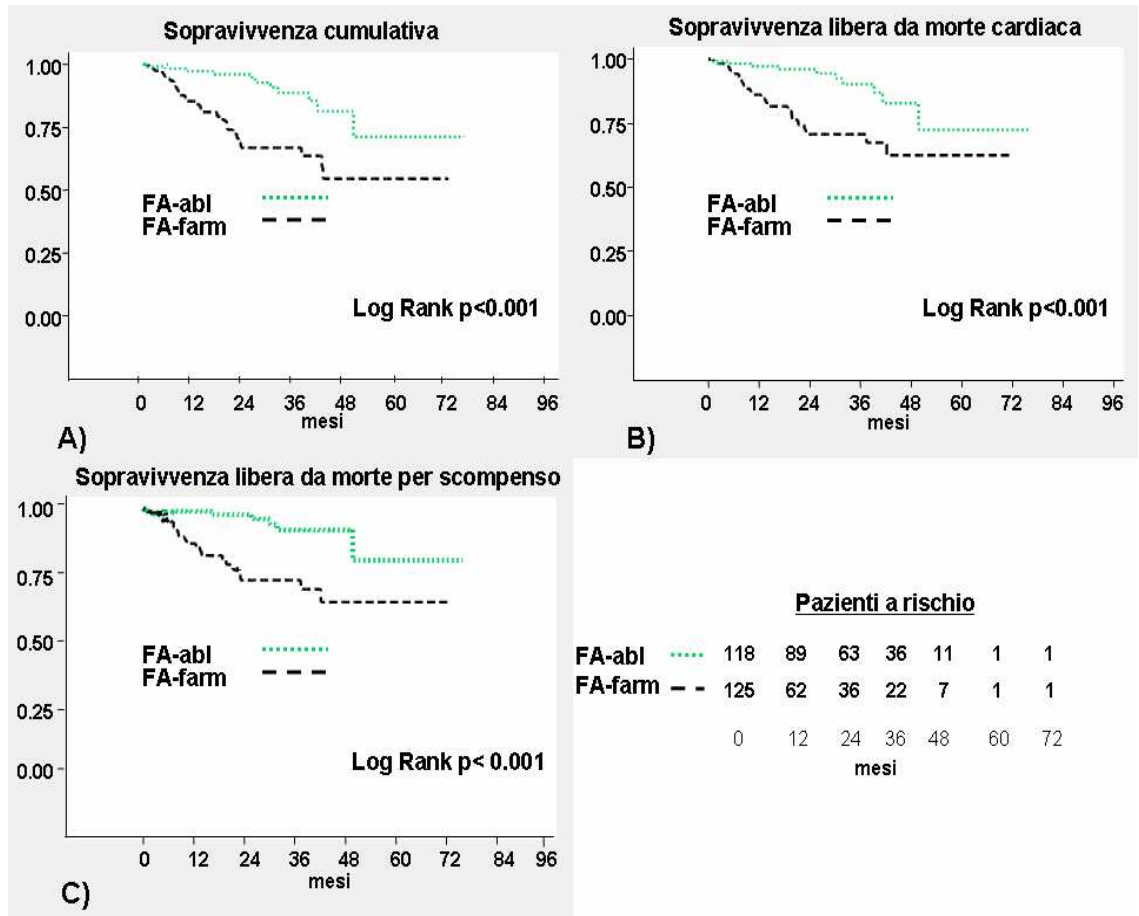 Sopravvivenza cumulativa
1.00
0.75
0.50
0.25
0.00
FA-abl
FA-farm
Log Rank p<0.001
0 12 24 36 48 60 72 84 96
mesi
A)
Sopravvivenza libera da morte cardiaca
1.00
0.75
0.50
0.25
0.00
FA-abl
FA-farm
Log Rank p<0.001
0 12 24 36 48 60 72 84 96
mesi
B)
Sopravvivenza libera da morte per scompenso
1.00
0.75
0.50
0.25
0.00
FA-abl
FA-farm
Log Rank p< 0.001
0 12 24 36 48 60 72 84 96
mesi
C)
Pazienti a rischio
FA-abl 118 89 63 36 11 1 1
FA-farm 125 62 36 22 7 1 1
0 12 24 36 48 60 72
mesi